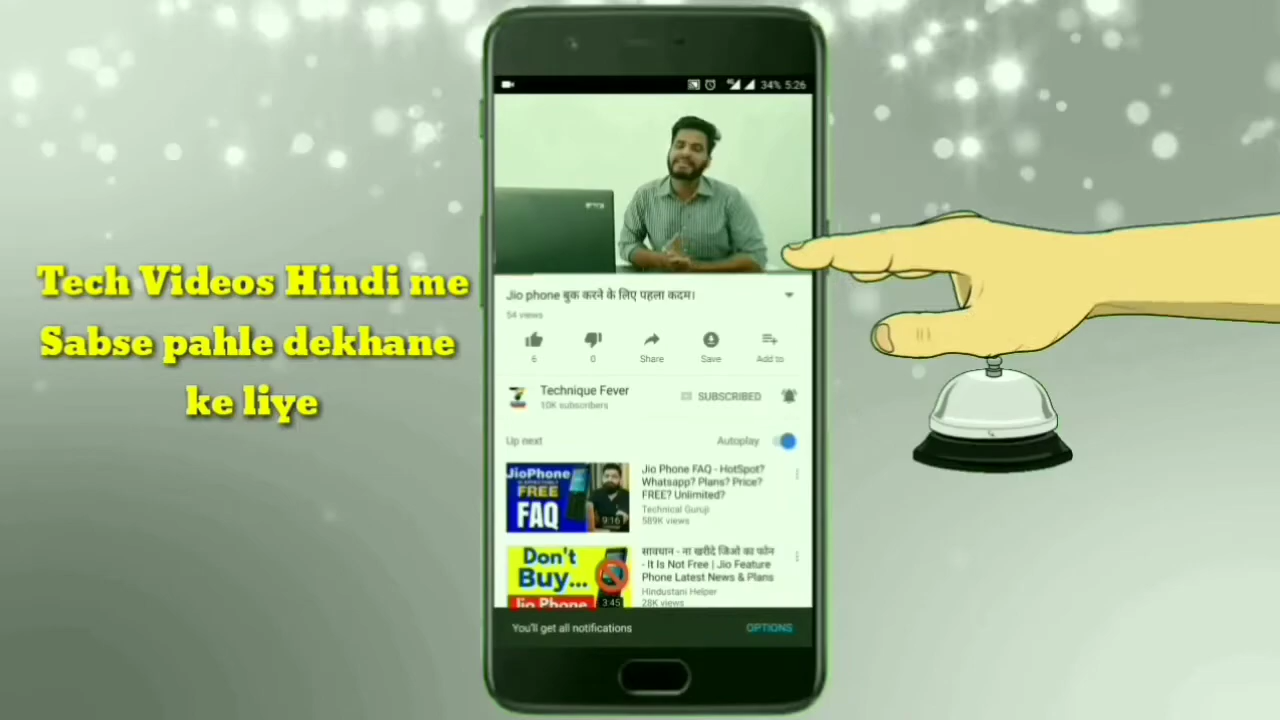 Tech Videos Hindi me
Sabse pahle dekhane
ke liye
34% 5:26
Jio phone बुक करने के लिए पहला कदम।
54 views
6
0
Share
Save
Add to
Technique Fever
10K subscribers
SUBSCRIBED
Up next
Autoplay
JioPhone
FREE
FAQ
9:16
Jio Phone FAQ - HotSpot?
Whatsapp? Plans? Price?
FREE? Unlimited?
Technical Guruji
589K views
Don't
Buy...
Jio Phone
3:45
सावधान - ना खरीदे जिओ का फोन
- It Is Not Free | Jio Feature
Phone Latest News & Plans
Hindustani Helper
28K views
You'll get all notifications
OPTIONS